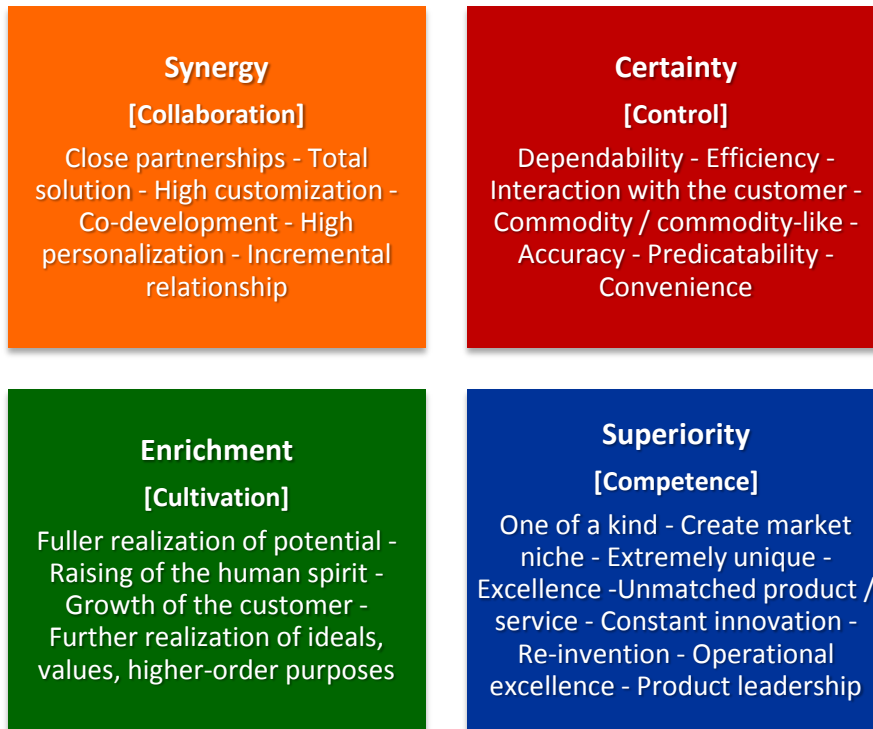 Synergy
[Collaboration]
Close partnerships - Total
solution - High customization -
Co-development - High
personalization - Incremental
relationship
Certainty
[Control]
Dependability - Efficiency -
Interaction with the customer -
Commodity / commodity-like -
Accuracy - Predicatability -
Convenience
Enrichment
[Cultivation]
Fuller realization of potential -
Raising of the human spirit -
Growth of the customer -
Further realization of ideals,
values, higher-order purposes
Superiority
[Competence]
One of a kind - Create market
niche - Extremely unique -
Excellence -Unmatched product /
service - Constant innovation -
Re-invention - Operational
excellence - Product leadership